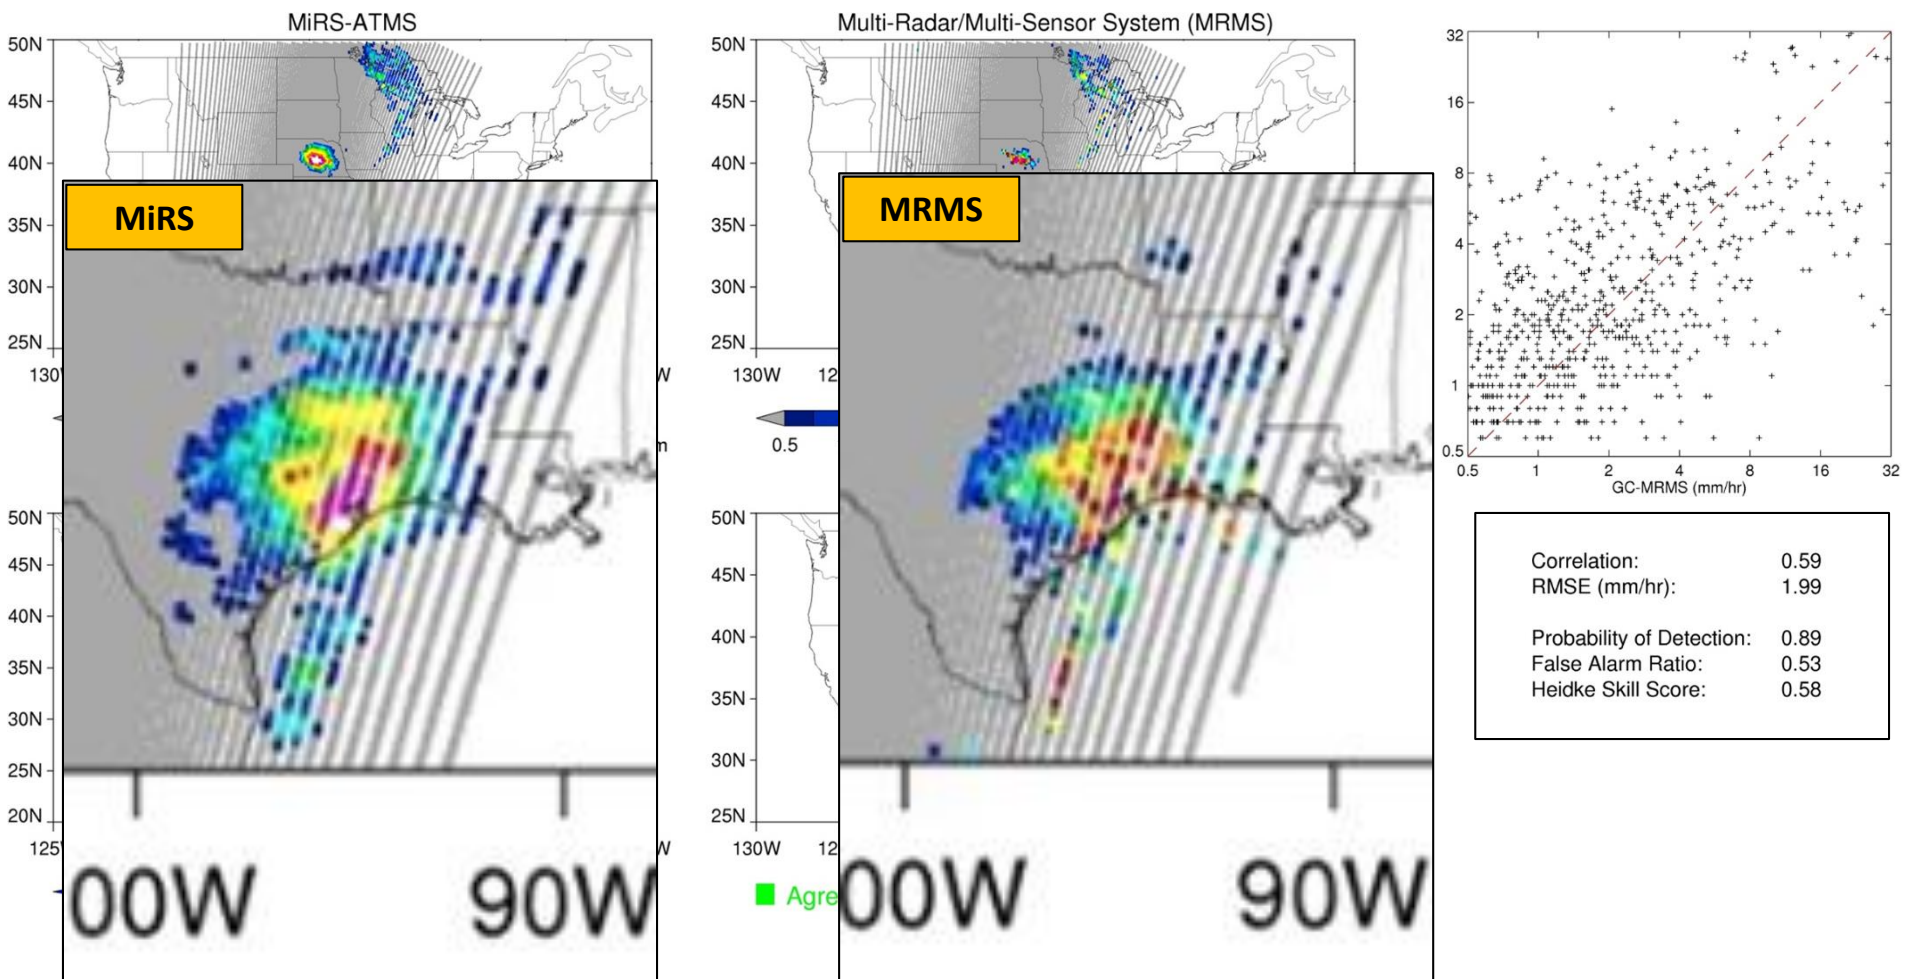 MiRS-ATMS
50N
45N
40N
35N
30N
25N
130
MiRS
W
m
50N
45N
40N
35N
30N
25N
20N
125
W
00W
90W
Multi-Radar/Multi-Sensor System (MRMS)
50N
45N
40N
35N
30N
25N
130W
12
MRMS
0.5
50N
45N
40N
35N
30N
25N
130W
12
Agre
00W
90W
32
16
8
4
2
1
0.5
0.5 1 2 4 8 16 32
GC-MRMS (mm/hr)
Correlation: 0.59
RMSE (mm/hr): 1.99
Probability of Detection: 0.89
False Alarm Ratio: 0.53
Heidke Skill Score: 0.58